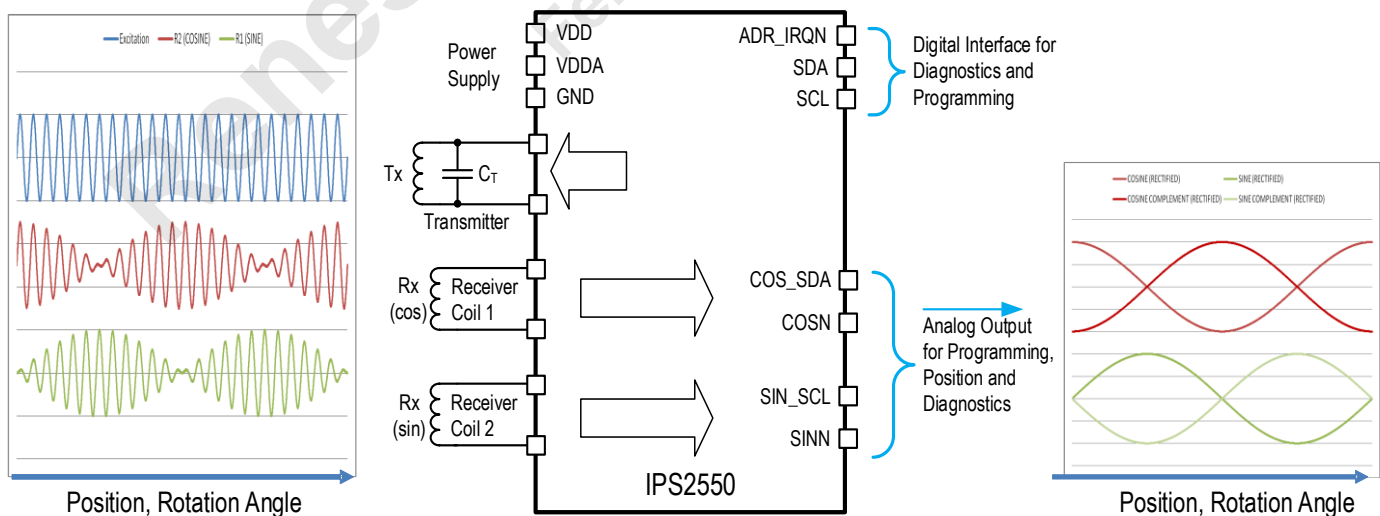 Excitation R2 (COSINE) R1 (SINE)
Position, Rotation Angle
Power
Supply
VDD
VDDA
GND
Tx
CT
Transmitter
Rx
(cos)
Receiver
Coil 1
Rx
(sin)
Receiver
Coil 2
ADR_IRQN
SDA
SCL
COS_SDA
COSN
SIN_SCL
SINN
IPS2550
Digital Interface for
Diagnostics and
Programming
Analog Output
for Programming,
Position and
Diagnostics
COSINE (RECTIFIED) SINE (RECTIFIED)
COSINE COMPLEMENT (RECTIFIED) SINE COMPLEMENT (RECTIFIED)
Position, Rotation Angle